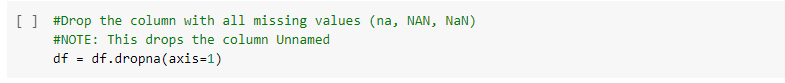 [ ] #Drop the column with all missing values (na, NAN, NaN)
#NOTE: This drops the column Unnamed
df = df.dropna(axis=1)